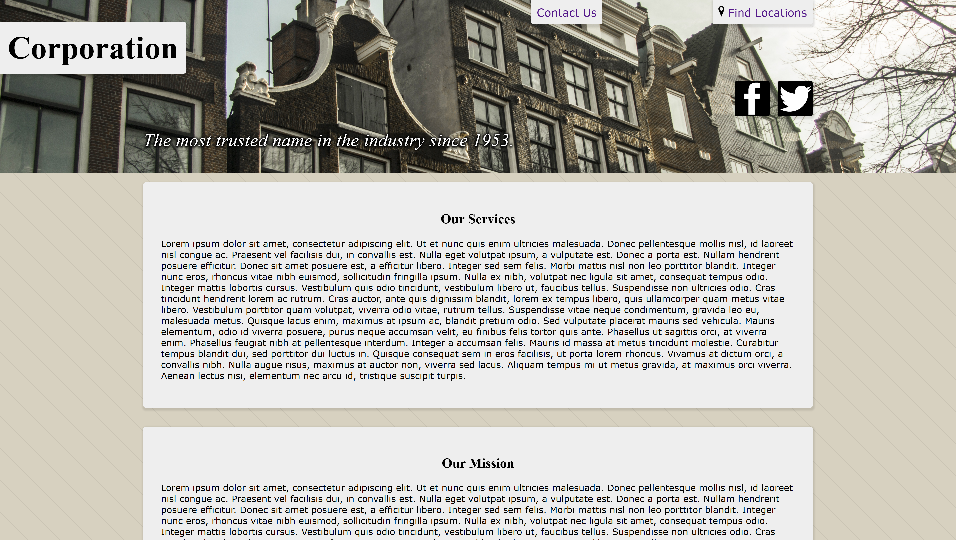 Contact Us
Find Locations
Corporation
The most trusted name in the industry since 1953.
Our Services
Lorem ipsum dolor sit amet, consectetur adipiscing elit. Ut et nunc quis enim ultricies malesuada. Donec pellentesque mollis nisl, id laoreet
nisl congue ac. Praesent vel facilisis dui, in convallis est. Nulla eget volutpat ipsum, a vulputate est. Donec a porta est. Nullam hendrerit
posuere efficitur. Donec sit amet posuere est, a efficitur libero. Integer sed sem felis. Morbi mattis nisl non leo porttitor blandit. Integer
nunc eros, rhoncus vitae nibh euismod, sollicitudin fringilla ipsum. Nulla ex nibh, volutpat nec ligula sit amet, consequat tempus odio.
Integer mattis lobortis cursus. Vestibulum quis odio tincidunt, vestibulum libero ut, faucibus tellus. Suspendisse non ultricies odio. Cras
tincidunt hendrerit lorem ac rutrum. Cras auctor, ante quis dignissim blandit, lorem ex tempus libero, quis ullamcorper quam metus vitae
libero. Vestibulum porttitor quam volutpat, viverra odio vitae, rutrum tellus. Suspendisse vitae neque condimentum, gravida leo eu,
malesuada metus. Quisque lacus enim, maximus at ipsum ac, blandit pretium odio. Sed vulputate placerat mauris sed vehicula. Mauris
elementum, odio id viverra posuere, purus neque accumsan velit, eu finibus felis tortor quis ante. Phasellus ut sagittis orci, at viverra
enim. Phasellus feugiat nibh at pellentesque interdum. Integer a accumsan felis. Mauris id massa at metus tincidunt molestie. Curabitur
tempus blandit dui, sed porttitor dui luctus in. Quisque consequat sem in eros facilisis, ut porta lorem rhoncus. Vivamus at dictum orci, a
convallis nibh. Nulla augue risus, maximus at auctor non, viverra sed lacus. Aliquam tempus mi ut metus gravida, at maximus orci viverra.
Aenean lectus nisi, elementum nec arcu id, tristique suscipit turpis.
Our Mission
Lorem ipsum dolor sit amet, consectetur adipiscing elit. Ut et nunc quis enim ultricies malesuada. Donec pellentesque mollis nisl, id laoreet
nisl congue ac. Praesent vel facilisis dui, in convallis est. Nulla eget volutpat ipsum, a vulputate est. Donec a porta est. Nullam hendrerit
posuere efficitur. Donec sit amet posuere est, a efficitur libero. Integer sed sem felis. Morbi mattis nisl non leo porttitor blandit. Integer
nunc eros, rhoncus vitae nibh euismod, sollicitudin fringilla ipsum. Nulla ex nibh, volutpat nec ligula sit amet, consequat tempus odio.
Integer mattis lobortis cursus. Vestibulum quis odio tincidunt, vestibulum libero ut, faucibus tellus. Suspendisse non ultricies odio. Cras